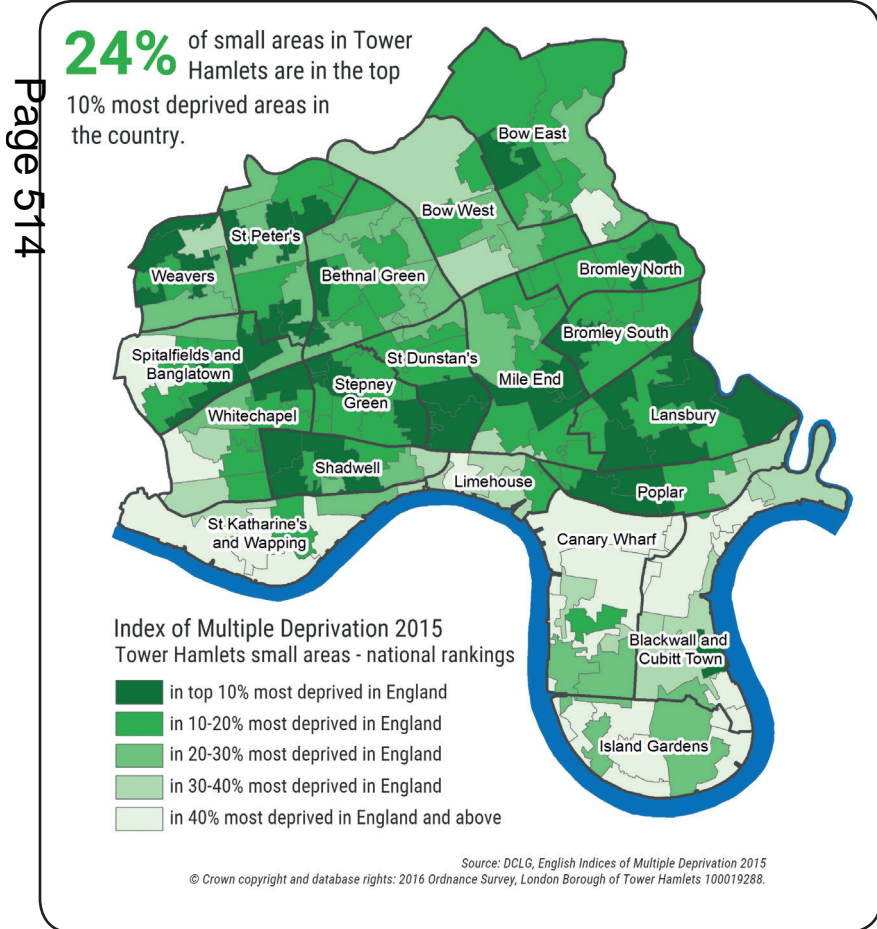 Page 514
24% of small areas in Tower
Hamlets are in the top
10% most deprived areas in
the country.
Bow East
Bow West
St Peter's
Bethnal Green
Weavers
Bromley North
Bromley South
Spitalfields and
Banglatown
St Dunstan's
Mile End
Stepney
Green
Whitechapel
Lansbury
Shadwell
Limehouse
Poplar
St Katharine's
and Wapping
Canary Wharf
Blackwall and
Cubitt Town
Island Gardens
Index of Multiple Deprivation 2015
Tower Hamlets small areas - national rankings
in top 10% most deprived in England
in 10-20% most deprived in England
in 20-30% most deprived in England
in 30-40% most deprived in England
in 40% most deprived in England and above
Source: DCLG, English Indices of Multiple Deprivation 2015
© Crown copyright and database rights: 2016 Ordnance Survey, London Borough of Tower Hamlets 100019288.